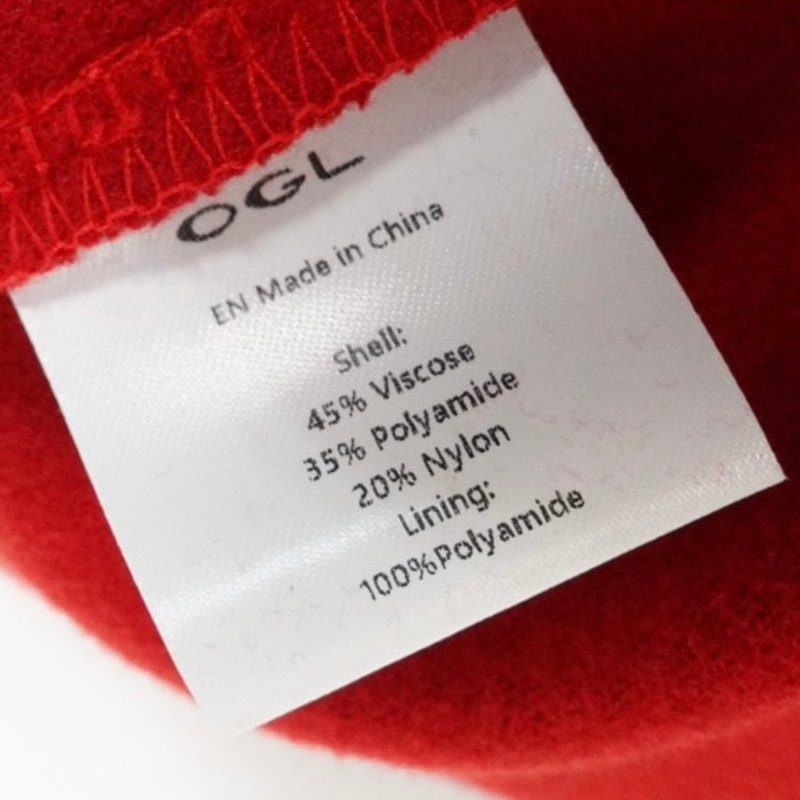 OGL
EN Made in China
Shell:
45% Viscose
35% Polyamide
20% Nylon
Lining:
100%Polyamide